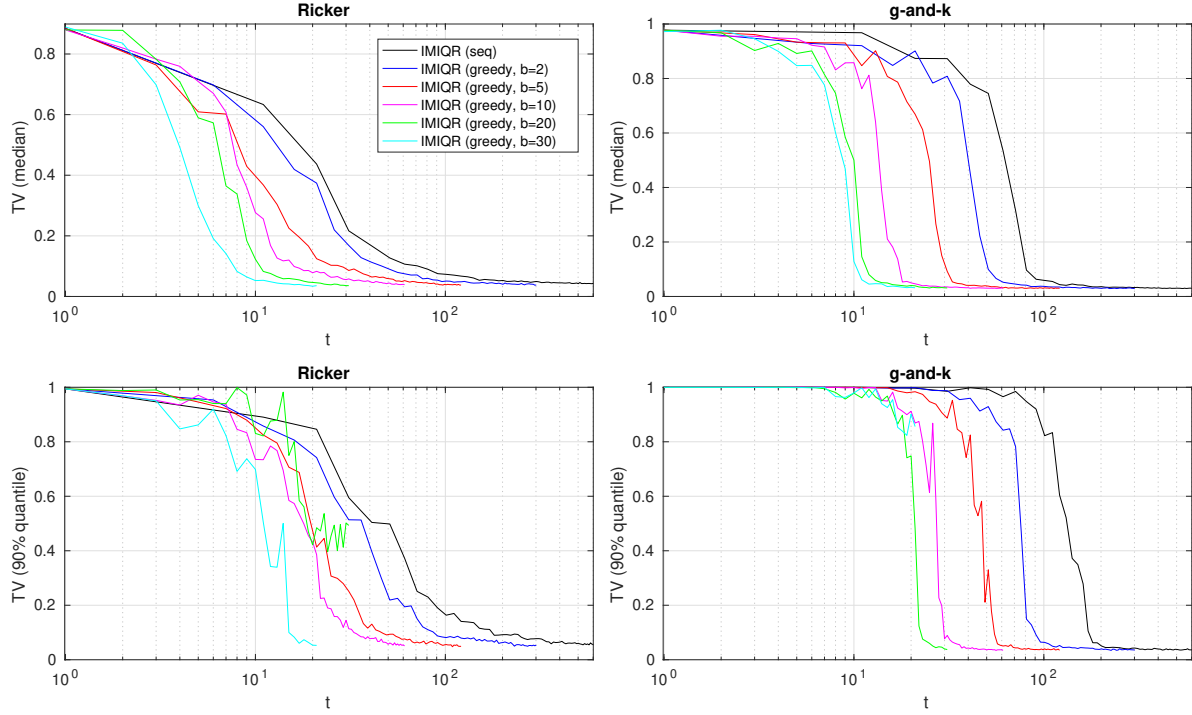 Ricker
TV (median)
0.8
0.6
0.4
0.2
0
10^0
10^1
10^2
t
IMIQR (seq)
IMIQR (greedy, b=2)
IMIQR (greedy, b=5)
IMIQR (greedy, b=10)
IMIQR (greedy, b=20)
IMIQR (greedy, b=30)
g-and-k
TV (median)
1
0.8
0.6
0.4
0.2
0
10^0
10^1
10^2
t
Ricker
TV (90% quantile)
1
0.8
0.6
0.4
0.2
0
10^0
10^1
10^2
t
g-and-k
TV (90% quantile)
1
0.8
0.6
0.4
0.2
0
10^0
10^1
10^2
t